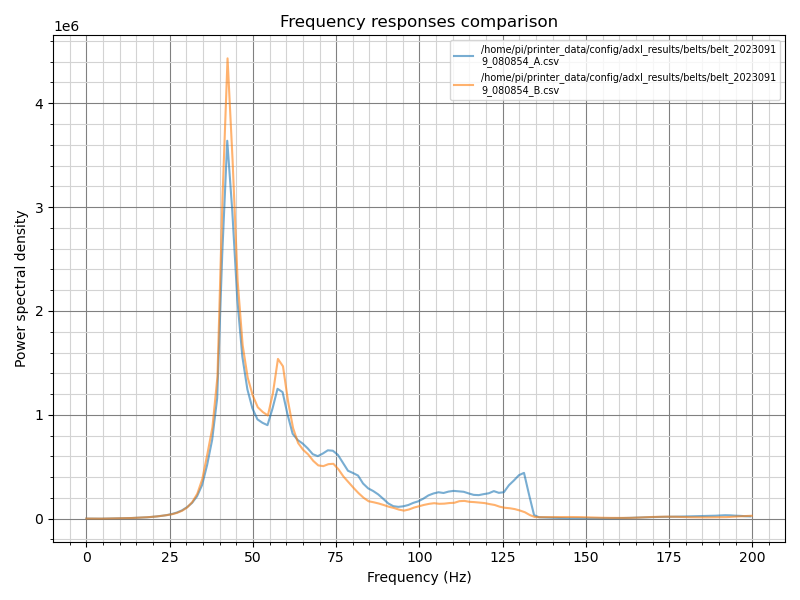 Frequency responses comparison
1e6
/home/pi/printer_data/config/adxl_results/belts/belt_2023091
9_080854_A.csv
/home/pi/printer_data/config/adxl_results/belts/belt_2023091
9_080854_B.csv
4
3
2
1
0
Power spectral density
0 25 50 75 100 125 150 175 200
Frequency (Hz)